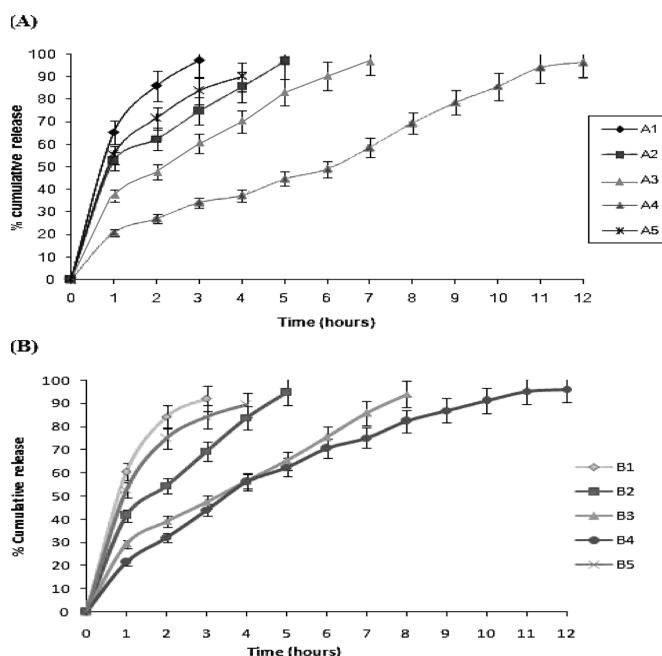 (A)
% cumulative release
100
90
80
70
60
50
40
30
20
10
0
0 1 2 3 4 5 6 7 8 9 10 11 12
Time (hours)
A1
A2
A3
A4
A5
(B)
% Cumulative release
100
90
80
70
60
50
40
30
20
10
0
0 1 2 3 4 5 6 7 8 9 10 11 12
Time (hours)
B1
B2
B3
B4
B5